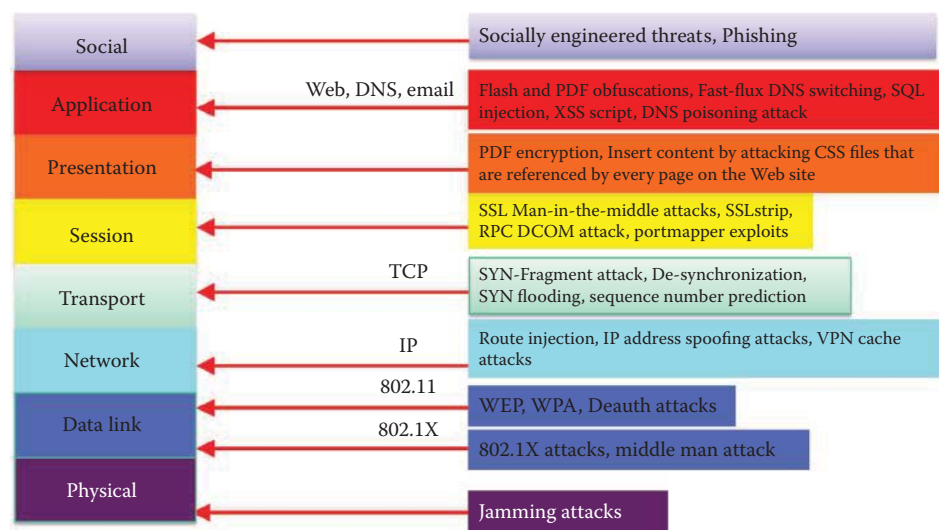 Social
Socially engineered threats, Phishing
Application
Web, DNS, email
Flash and PDF obfuscations, Fast-flux DNS switching, SQL
injection, XSS script, DNS poisoning attack
Presentation
PDF encryption, Insert content by attacking CSS files that
are referenced by every page on the Web site
Session
SSL Man-in-the-middle attacks, SSLstrip,
RPC DCOM attack, portmapper exploits
Transport
TCP
SYN-Fragment attack, De-synchronization,
SYN flooding, sequence number prediction
Network
IP
Route injection, IP address spoofing attacks, VPN cache
attacks
Data link
802.11
WEP, WPA, Deauth attacks
802.1X
802.1X attacks, middle man attack
Physical
Jamming attacks